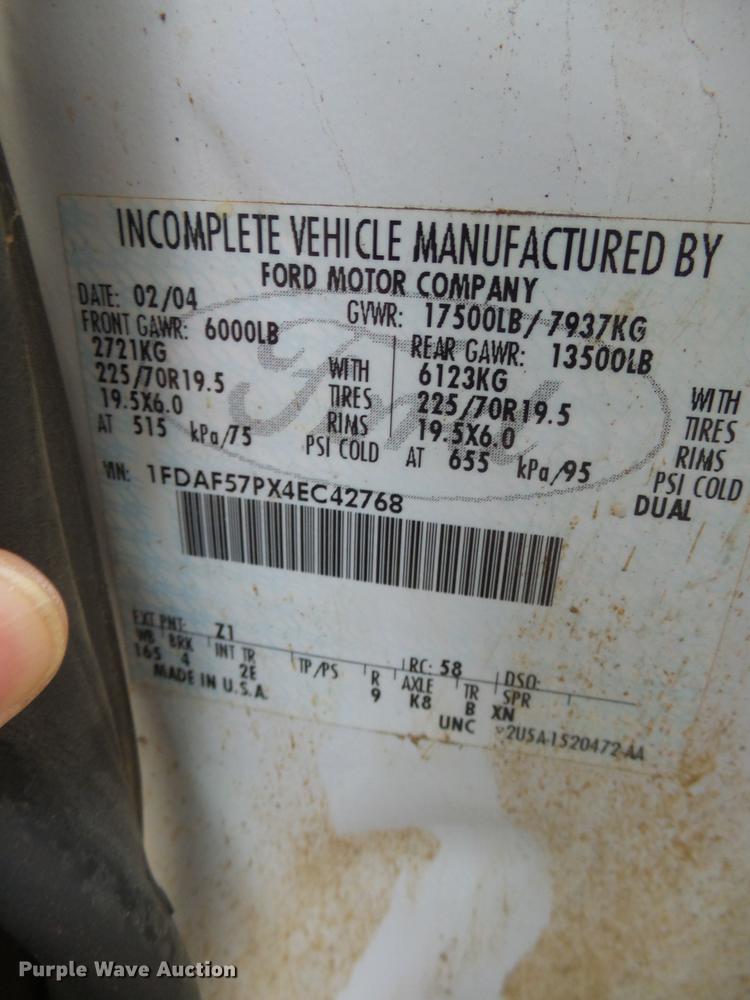 INCOMPLETE VEHICLE MANUFACTURED BY
FORD MOTOR COMPANY
DATE: 02/04 GVWR: 17500LB/ 7937KG
FRONT GAWR: 6000LB REAR GAWR: 13500LB
2721KG WITH 6123KG WITH
225/70R19.5 TIRES 225/70R19.5 TIRES
19.5X6.0 RIMS 19.5X6.0 RIMS
AT 515 kPa/75 PSI COLD AT 655 kPa/95 PSI COLD
DUAL
VIN: 1FDAF57PX4EC42768
Ford
EXT PNT: Z1 RC: 58 DSO:
WB BRK INT TR TP/PS R AXLE TR SPR
165 4 2E 9 K8 B XN
MADE IN U.S.A. UNC 2U5A-1520472-AA
Purple Wave Auction